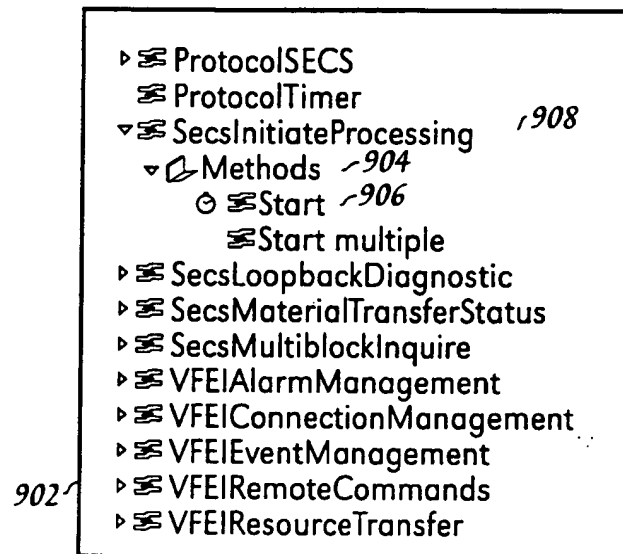 ProtocolSECS
ProtocolTimer
SecsInitiateProcessing 908
Methods 904
Start 906
Start multiple
SecsLoopbackDiagnostic
SecsMaterialTransferStatus
SecsMultiblockInquire
VFEIAlarmManagement
VFEIConnectionManagement
VFEIEventManagement
902 VFEIRemoteCommands
VFEIResourceTransfer